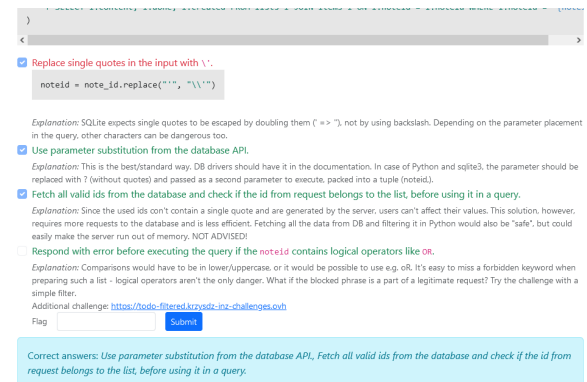 )
Replace single quotes in the input with \'.
noteid = note_id.replace("'", "\\'")
Explanation: SQLite expects single quotes to be escaped by doubling them (' => ''), not by using backslash. Depending on the parameter placement
in the query, other characters can be dangerous too.
Use parameter substitution from the database API.
Explanation: This is the best/standard way. DB drivers should have it in the documentation. In case of Python and sqlite3, the parameter should be
replaced with ? (without quotes) and passed as a second parameter to execute, packed into a tuple (noteid,).
Fetch all valid ids from the database and check if the id from request belongs to the list, before using it in a query.
Explanation: Since the used ids con't contain a single quote and are generated by the server, users can't affect their values. This solution, however,
requires more requests to the database and is less efficient. Fetching all the data from DB and filtering it in Python would also be "safe", but could
easily make the server run out of memory. NOT ADVISED!
Respond with error before executing the query if the noteid contains logical operators like OR.
Explanation: Comparisons would have to be in lower/uppercase, or it would be possible to use e.g. oR. It's easy to miss a forbidden keyword when
preparing such a list - logical operators aren't the only danger. What if the blocked phrase is a part of a legitimate request? Try the challenge with a
simple filter.
Additional challenge: https://todo-filtered.krzysdz-inz-challenges.ovh
Flag Submit
Correct answers: Use parameter substitution from the database API., Fetch all valid ids from the database and check if the id from
request belongs to the list, before using it in a query.